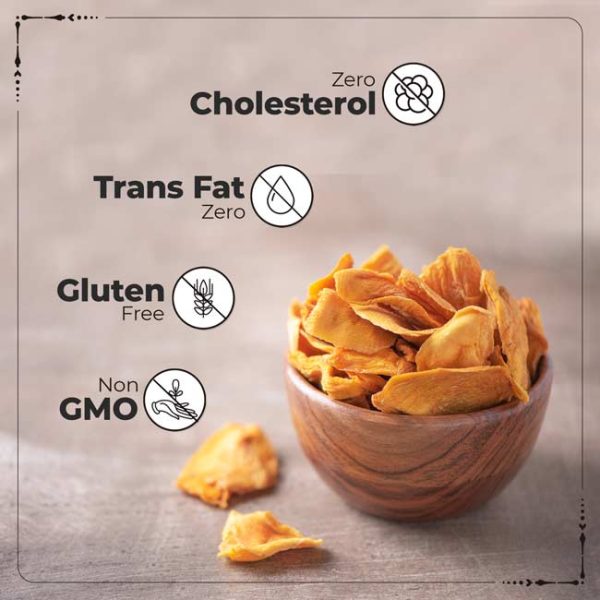 Zero
Cholesterol
Trans Fat
Zero
Gluten
Free
Non
GMO